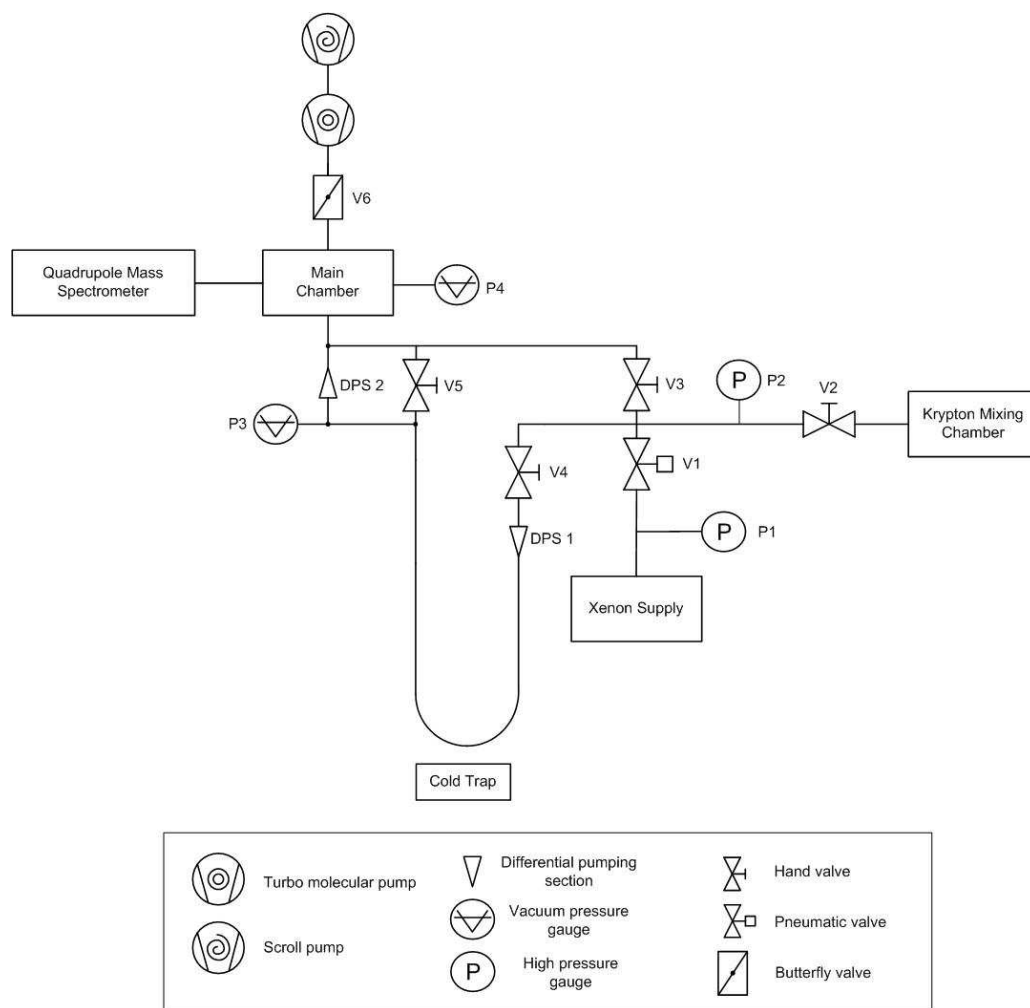 V6
Quadrupole Mass
Spectrometer
Main
Chamber
P4
DPS 2
V5
V3
P
P2
V2
Krypton Mixing
Chamber
P3
V4
V1
DPS 1
P
P1
Xenon Supply
Cold Trap
Turbo molecular pump
Differential pumping
section
Hand valve
Vacuum pressure
gauge
Pneumatic valve
Scroll pump
P
High pressure
gauge
Butterfly valve